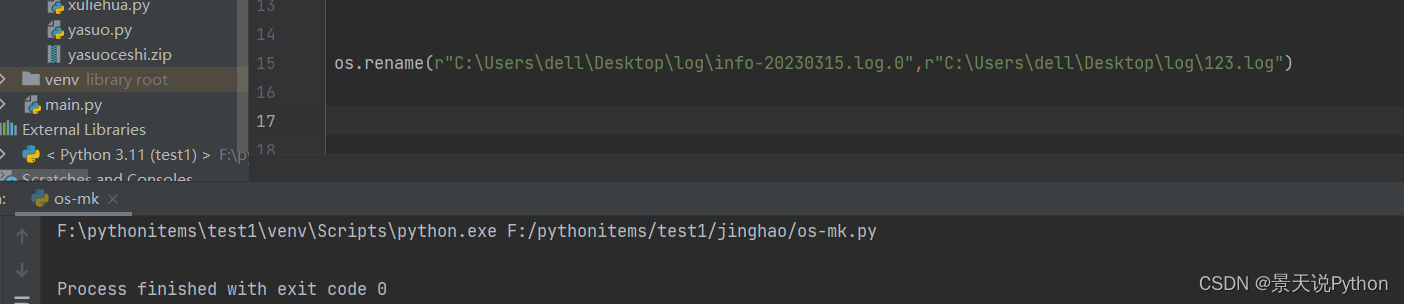 xuliehua.py
yasuo.py
yasuoceshi.zip
venv library root
main.py
External Libraries
< Python 3.11 (test1) > F:\py
Scratches and Consoles
13
14
15 os.rename(r"C:\Users\dell\Desktop\log\info-20230315.log.0",r"C:\Users\dell\Desktop\log\123.log")
16
17
18
os-mk
F:\pythonitems\test1\venv\Scripts\python.exe F:/pythonitems/test1/jinghao/os-mk.py
Process finished with exit code 0
CSDN @景天说Python